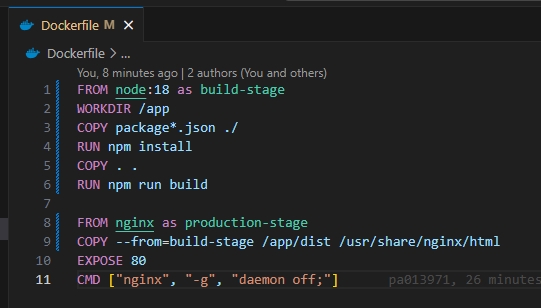 Dockerfile M
Dockerfile > ...
You, 8 minutes ago | 2 authors (You and others)
1 FROM node:18 as build-stage
2 WORKDIR /app
3 COPY package*.json ./
4 RUN npm install
5 COPY . .
6 RUN npm run build
7
8 FROM nginx as production-stage
9 COPY --from=build-stage /app/dist /usr/share/nginx/html
10 EXPOSE 80
11 CMD ["nginx", "-g", "daemon off;"] pa013971, 26 minutes